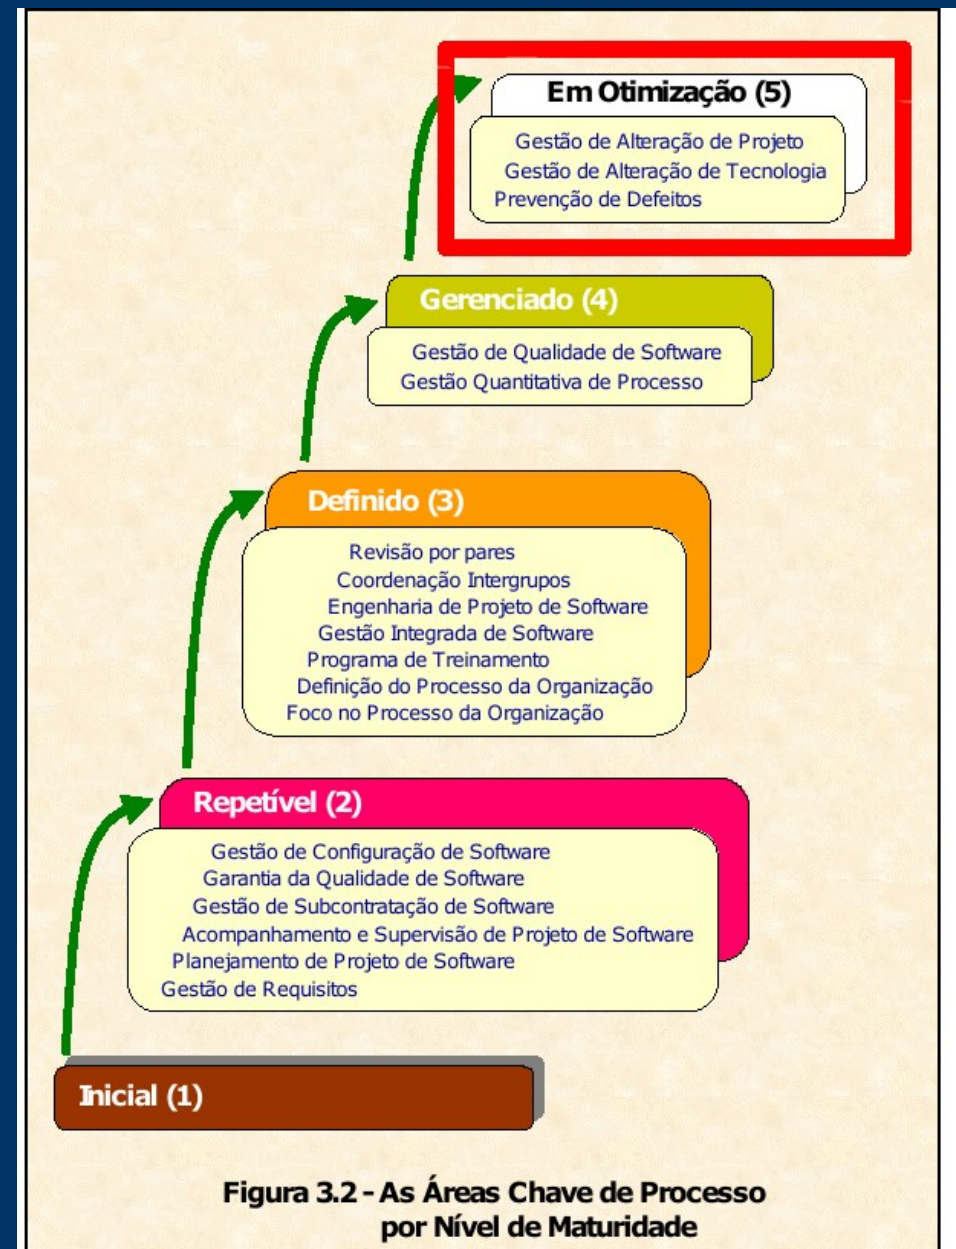 Em Otimização (5)
Gestão de Alteração de Projeto
Gestão de Alteração de Tecnologia
Prevenção de Defeitos
Gerenciado (4)
Gestão de Qualidade de Software
Gestão Quantitativa de Processo
Definido (3)
Revisão por pares
Coordenação Intergrupos
Engenharia de Projeto de Software
Gestão Integrada de Software
Programa de Treinamento
Definição do Processo da Organização
Foco no Processo da Organização
Repetível (2)
Gestão de Configuração de Software
Garantia da Qualidade de Software
Gestão de Subcontratação de Software
Acompanhamento e Supervisão de Projeto de Software
Planejamento de Projeto de Software
Gestão de Requisitos
Inicial (1)
Figura 3.2 - As Áreas Chave de Processo
por Nível de Maturidade